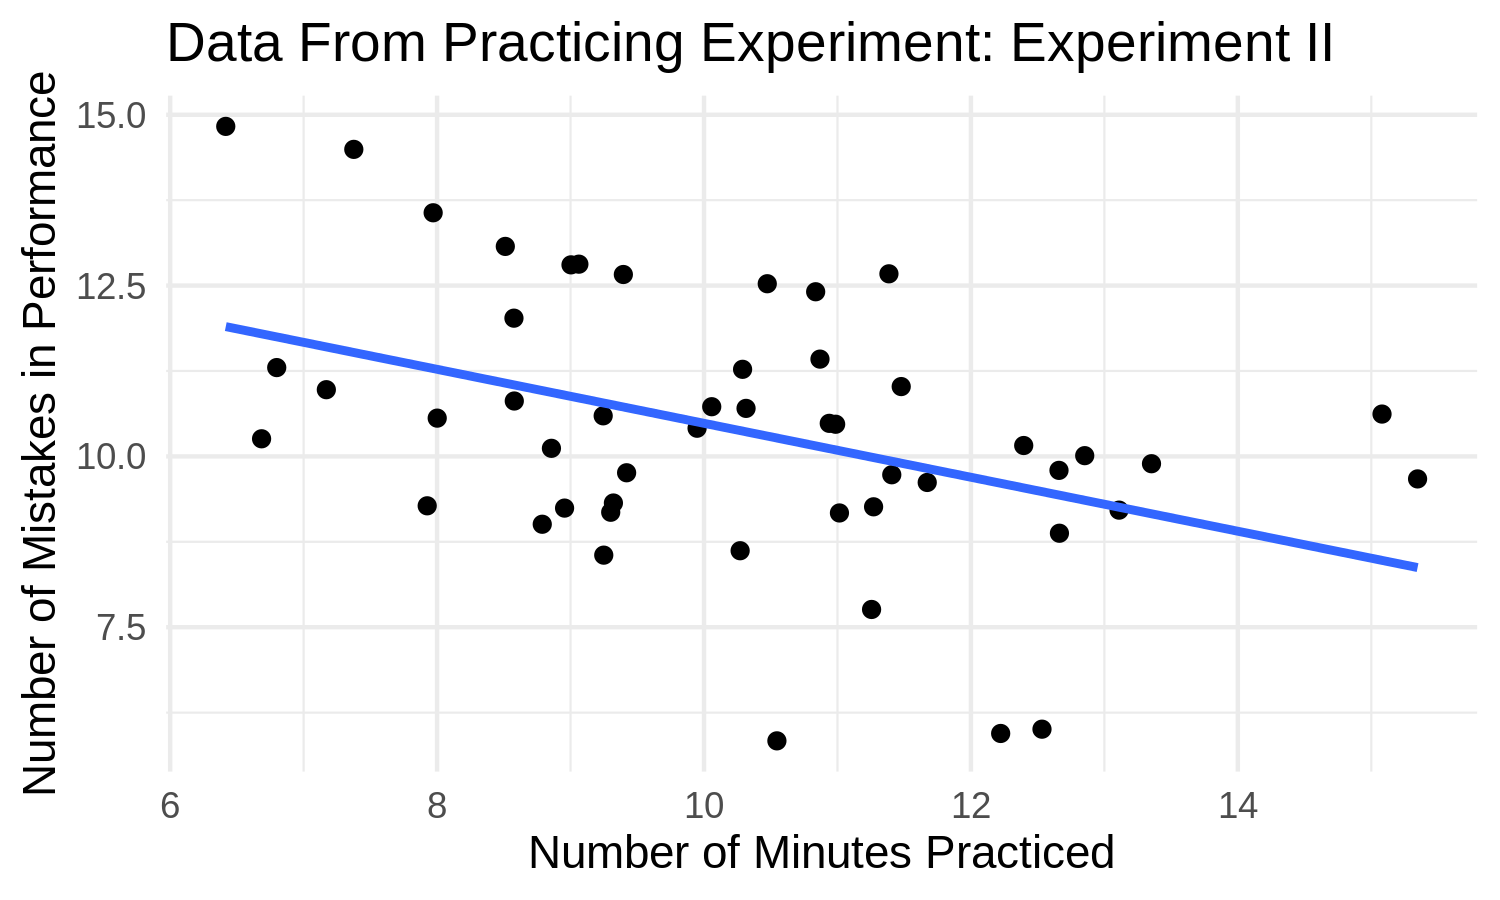 Data From Practicing Experiment: Experiment II
Number of Mistakes in Performance
15.0
12.5
10.0
7.5
6 8 10 12 14
Number of Minutes Practiced